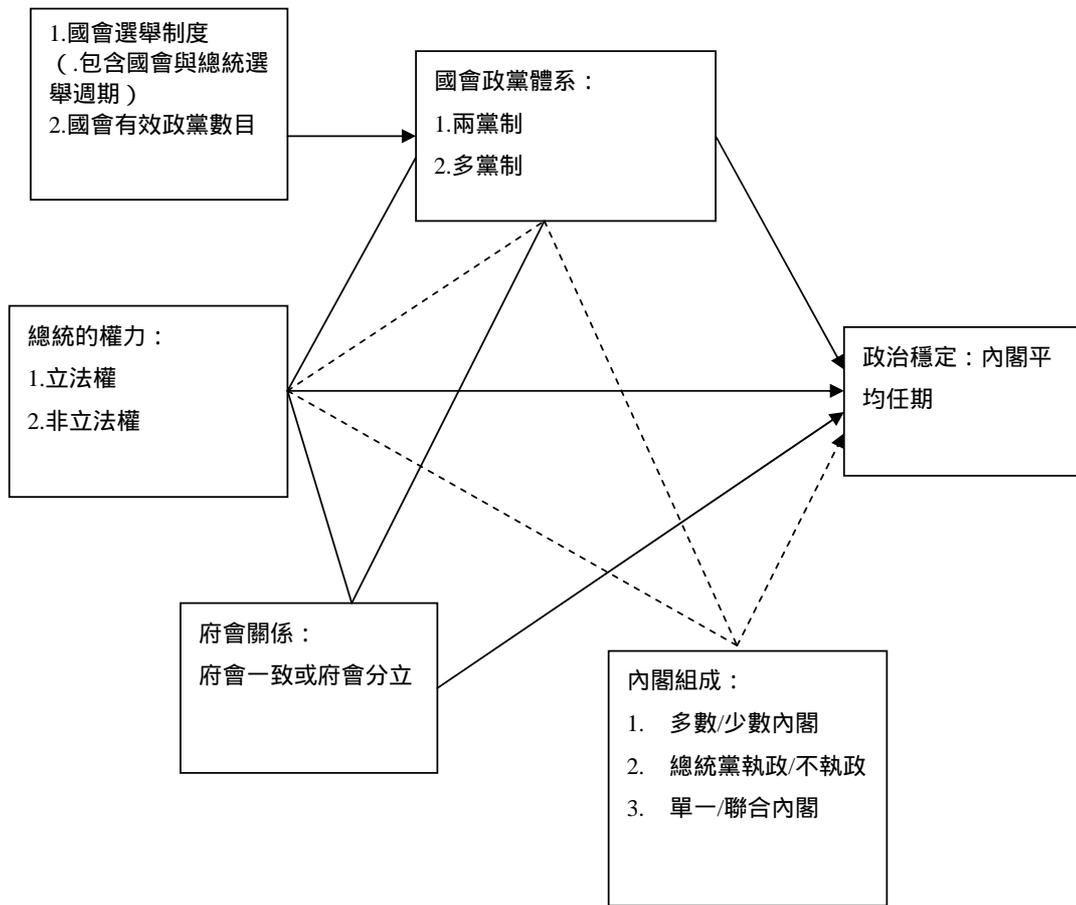 1.國會選舉制度
（.包含國會與總統選
舉週期）
2.國會有效政黨數目
國會政黨體系：
1.兩黨制
2.多黨制
總統的權力：
1.立法權
2.非立法權
政治穩定：內閣平
均任期
府會關係：
府會一致或府會分立
內閣組成：
1. 多數/少數內閣
2. 總統黨執政/不執政
3. 單一/聯合內閣